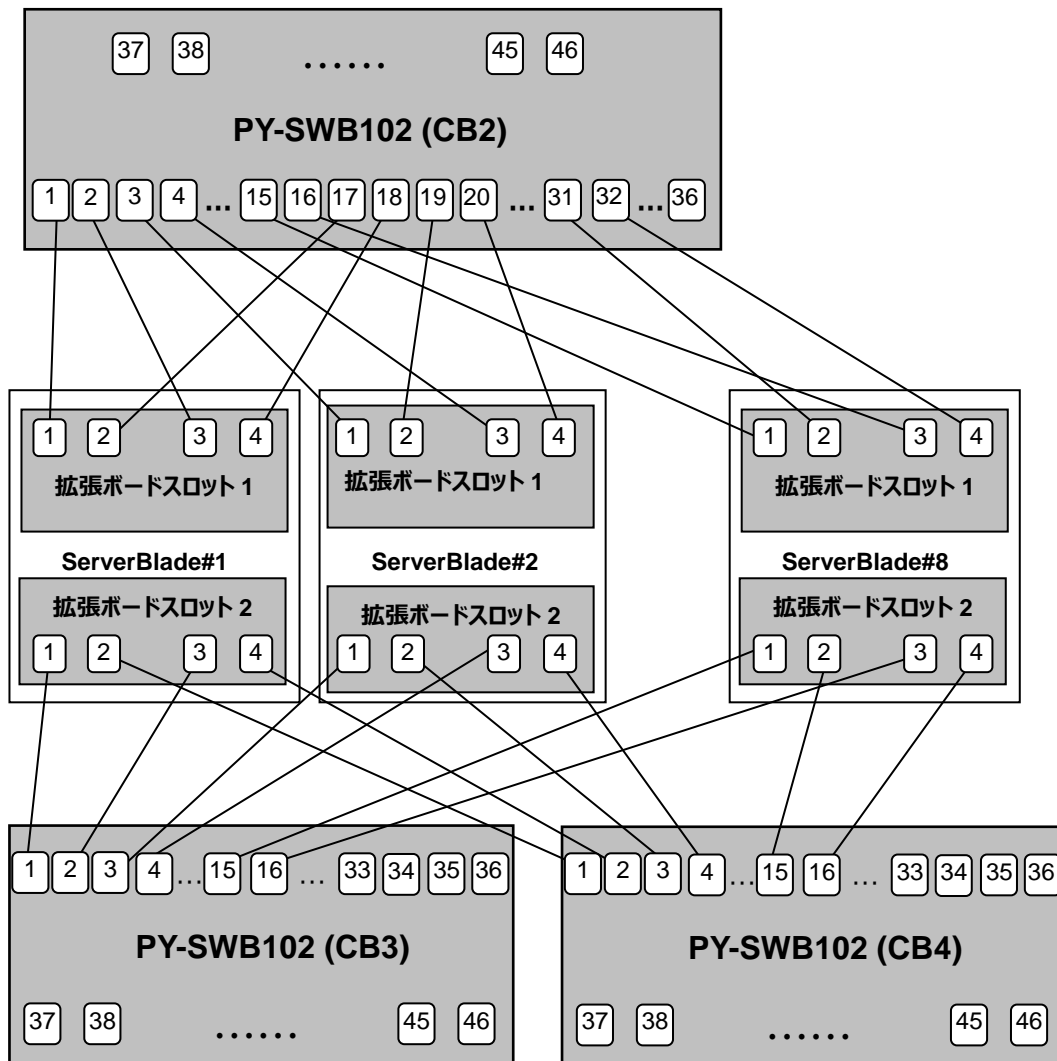 37 38 ...... 45 46
PY-SWB102 (CB2)
1 2 3 4 ... 15 16 17 18 19 20 ... 31 32 ... 36
1 2 3 4 1 2 3 4 1 2 3 4
拡張ボードスロット 1 拡張ボードスロット 1 拡張ボードスロット 1
ServerBlade#1 ServerBlade#2 ServerBlade#8
拡張ボードスロット 2 拡張ボードスロット 2 拡張ボードスロット 2
1 2 3 4 1 2 3 4 1 2 3 4
1 2 3 4 ... 15 16 ... 33 34 35 36 1 2 3 4 ... 15 16 ... 33 34 35 36
PY-SWB102 (CB3) PY-SWB102 (CB4)
37 38 ...... 45 46 37 38 ...... 45 46